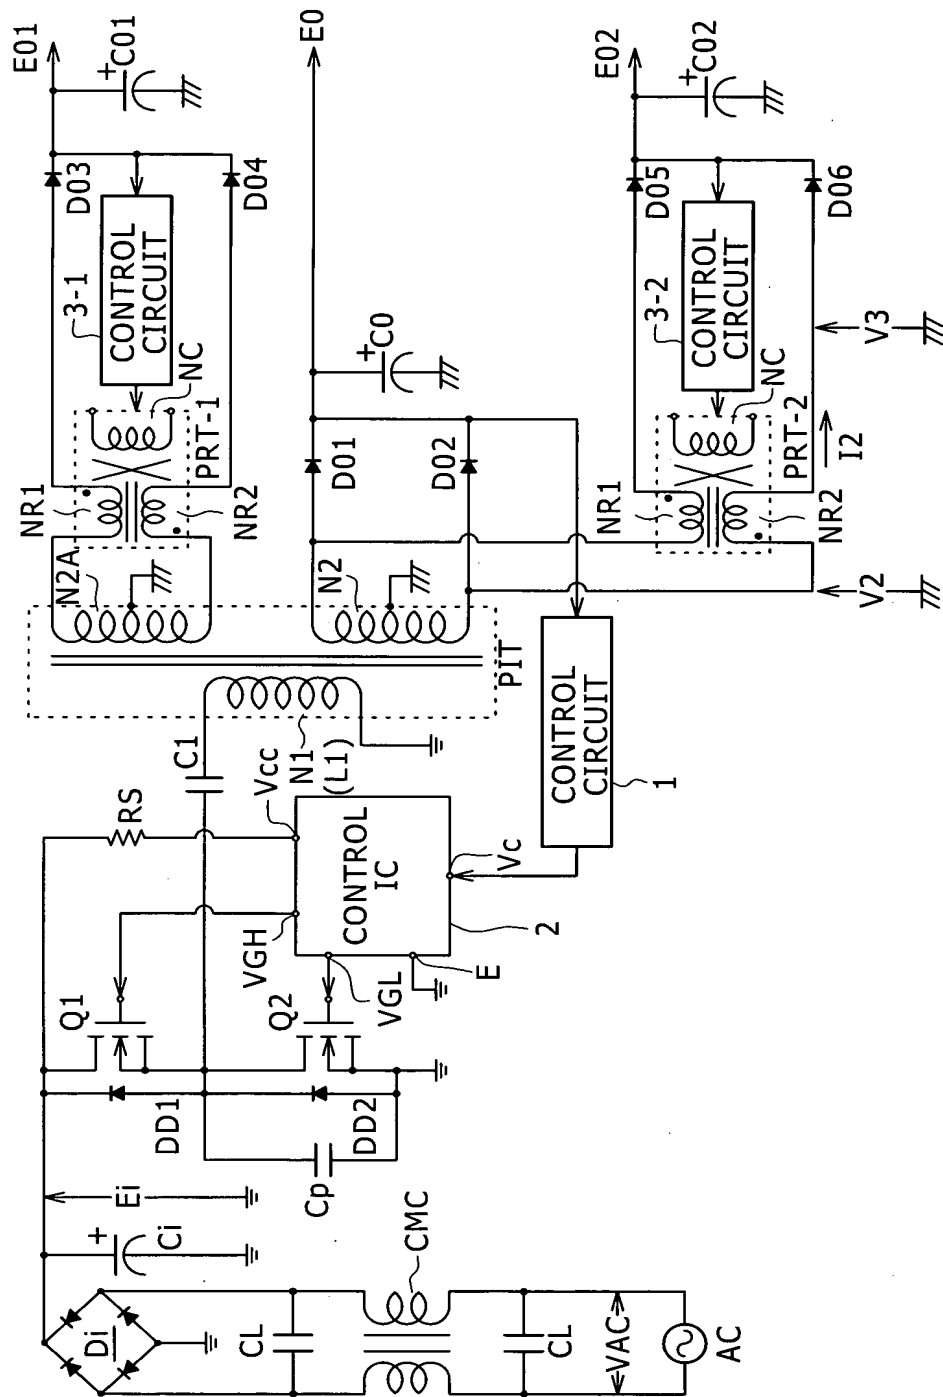 AC
VAC
CL
CMC
CL
Di
Ci
+
Ei
Cp
DD1
DD2
Q1
Q2
VGH
VGL
E
CONTROL
IC
2
Vcc
Vc
RS
C1
N1
(L1)
PIT
CONTROL
CIRCUIT
1
N2A
N2
NR1
NR2
PRT-1
NC
CONTROL
CIRCUIT
3-1
D03
D04
+
C01
E01
D01
D02
+
C0
E0
V2
NR1
NR2
PRT-2
I2
NC
V3
CONTROL
CIRCUIT
3-2
D05
D06
+
C02
E02